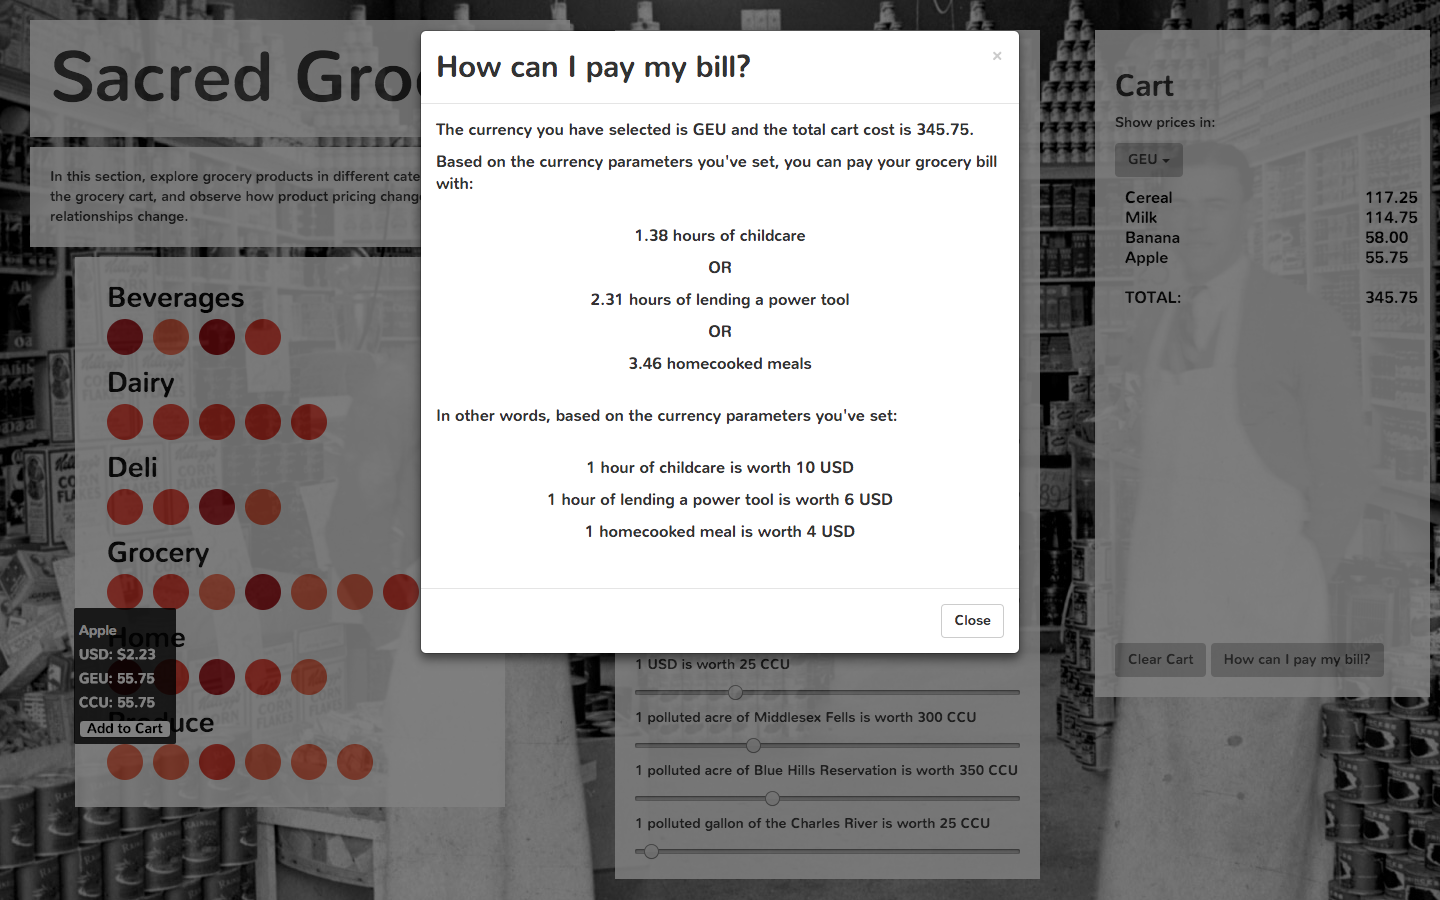 Sacred Groc
In this section, explore grocery products in different cate
the grocery cart, and observe how product pricing chang
relationships change.
Beverages
Dairy
Deli
Grocery
Home
Produce
Apple
USD: $2.23
GEU: 55.75
CCU: 55.75
Add to Cart
How can I pay my bill?
×
The currency you have selected is GEU and the total cart cost is 345.75.
Based on the currency parameters you've set, you can pay your grocery bill
with:
1.38 hours of childcare
OR
2.31 hours of lending a power tool
OR
3.46 homecooked meals
In other words, based on the currency parameters you've set:
1 hour of childcare is worth 10 USD
1 hour of lending a power tool is worth 6 USD
1 homecooked meal is worth 4 USD
Close
1 USD is worth 25 CCU
1 polluted acre of Middlesex Fells is worth 300 CCU
1 polluted acre of Blue Hills Reservation is worth 350 CCU
1 polluted gallon of the Charles River is worth 25 CCU
Cart
Show prices in:
GEU
Cereal 117.25
Milk 114.75
Banana 58.00
Apple 55.75
TOTAL: 345.75
Clear Cart
How can I pay my bill?